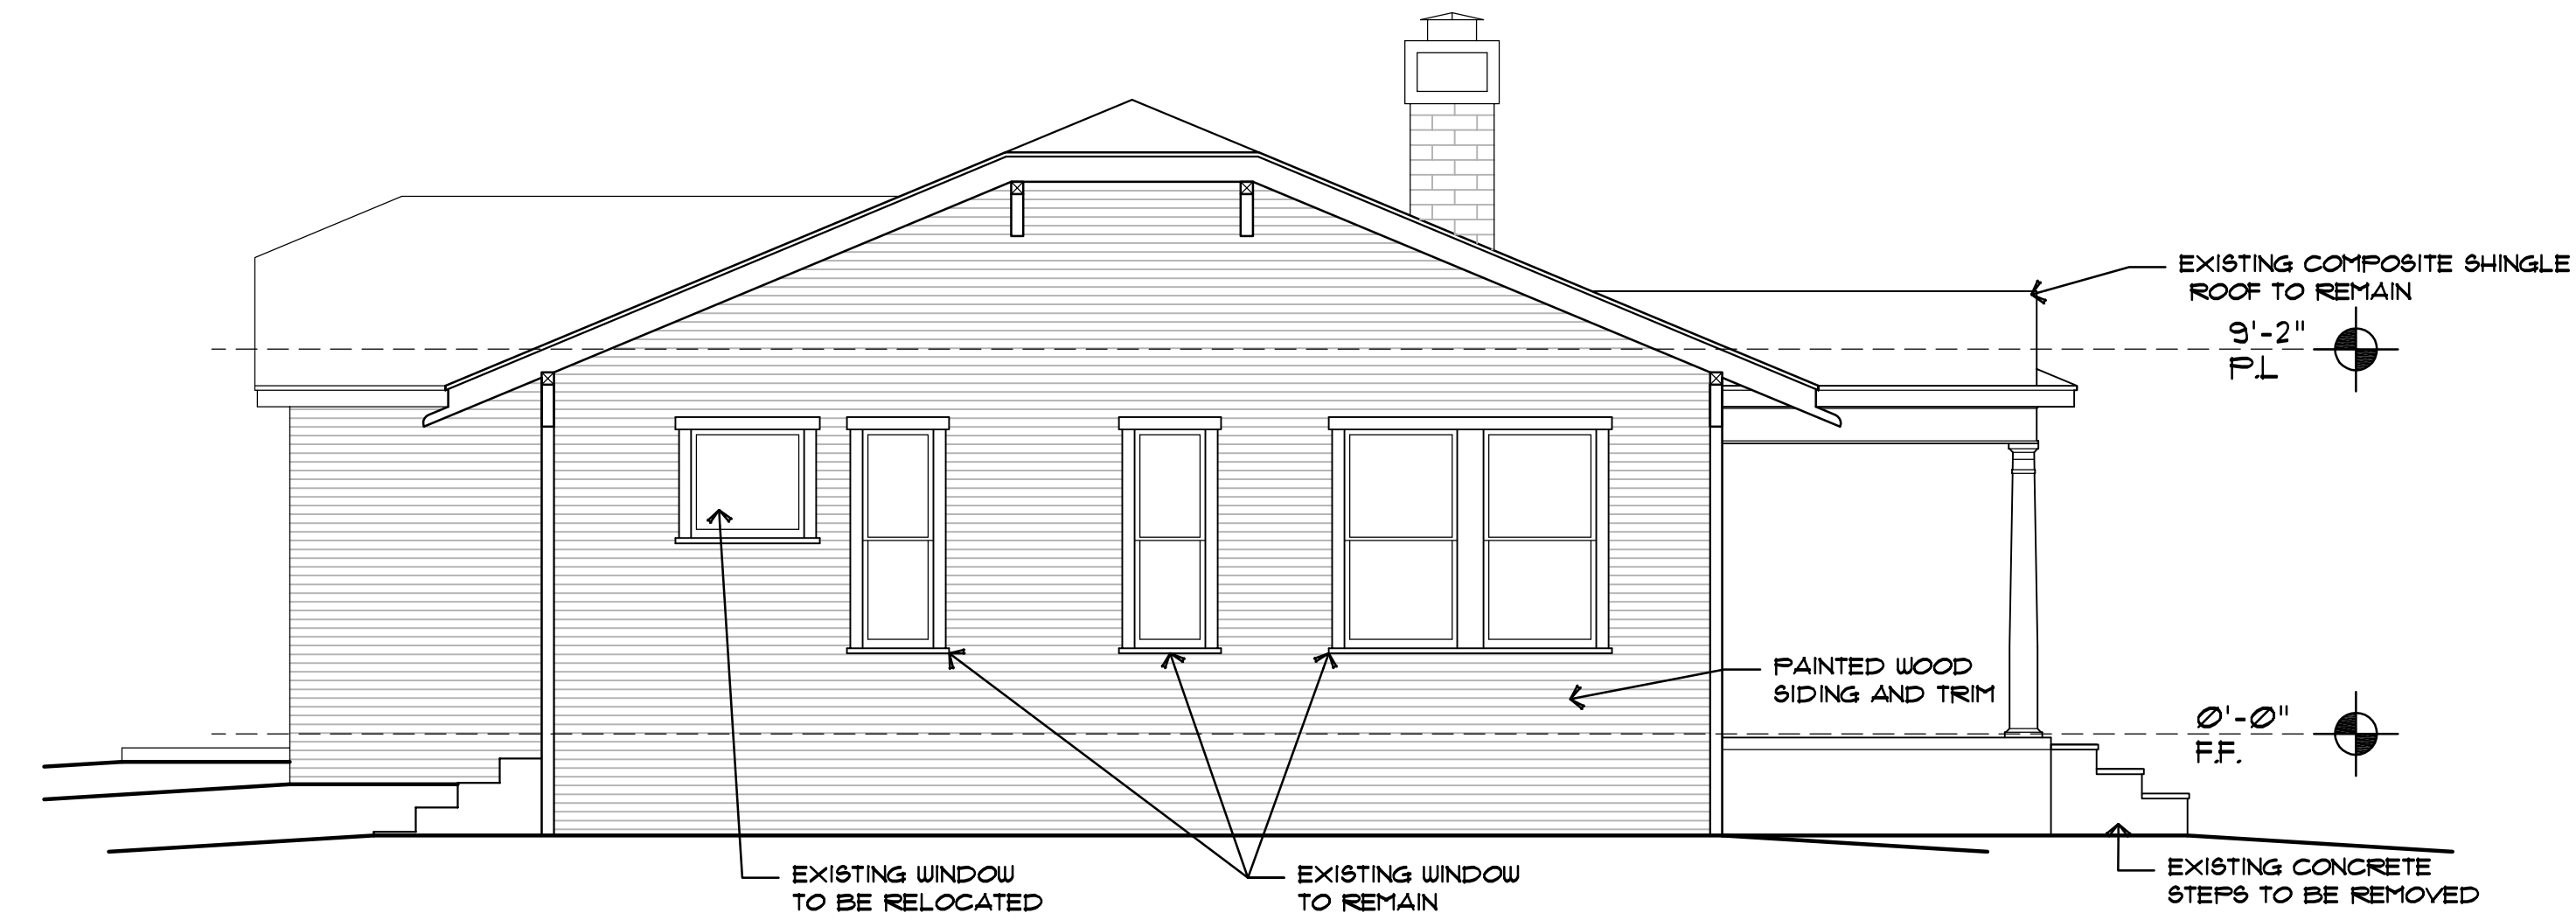 EXISTING COMPOSITE SHINGLE
ROOF TO REMAIN
9'-2"
P.L
PAINTED WOOD
SIDING AND TRIM
Ø'-Ø"
F.F.
EXISTING WINDOW
TO BE RELOCATED
EXISTING WINDOW
TO REMAIN
EXISTING CONCRETE
STEPS TO BE REMOVED